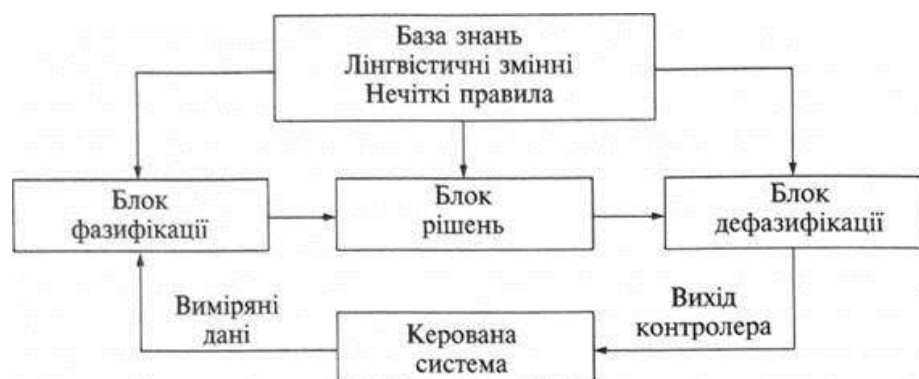 База знань
Лінгвістичні змінні
Нечіткі правила
Блок
фазифікації
Блок
рішень
Блок
дефазифікації
Виміряні
дані
Керована
система
Вихід
контролера